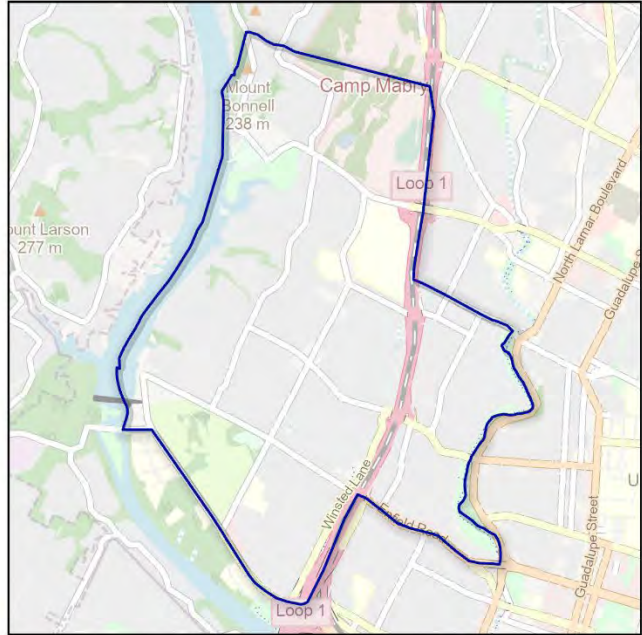 Mount
Bonnell
238 m
Camp Mabry
Loop 1
North Lamar Boulevard
ount Larson
277 m
Winsted Lane
Enfield Road
Guadalupe Street
Guadalupe S
U
Loop 1